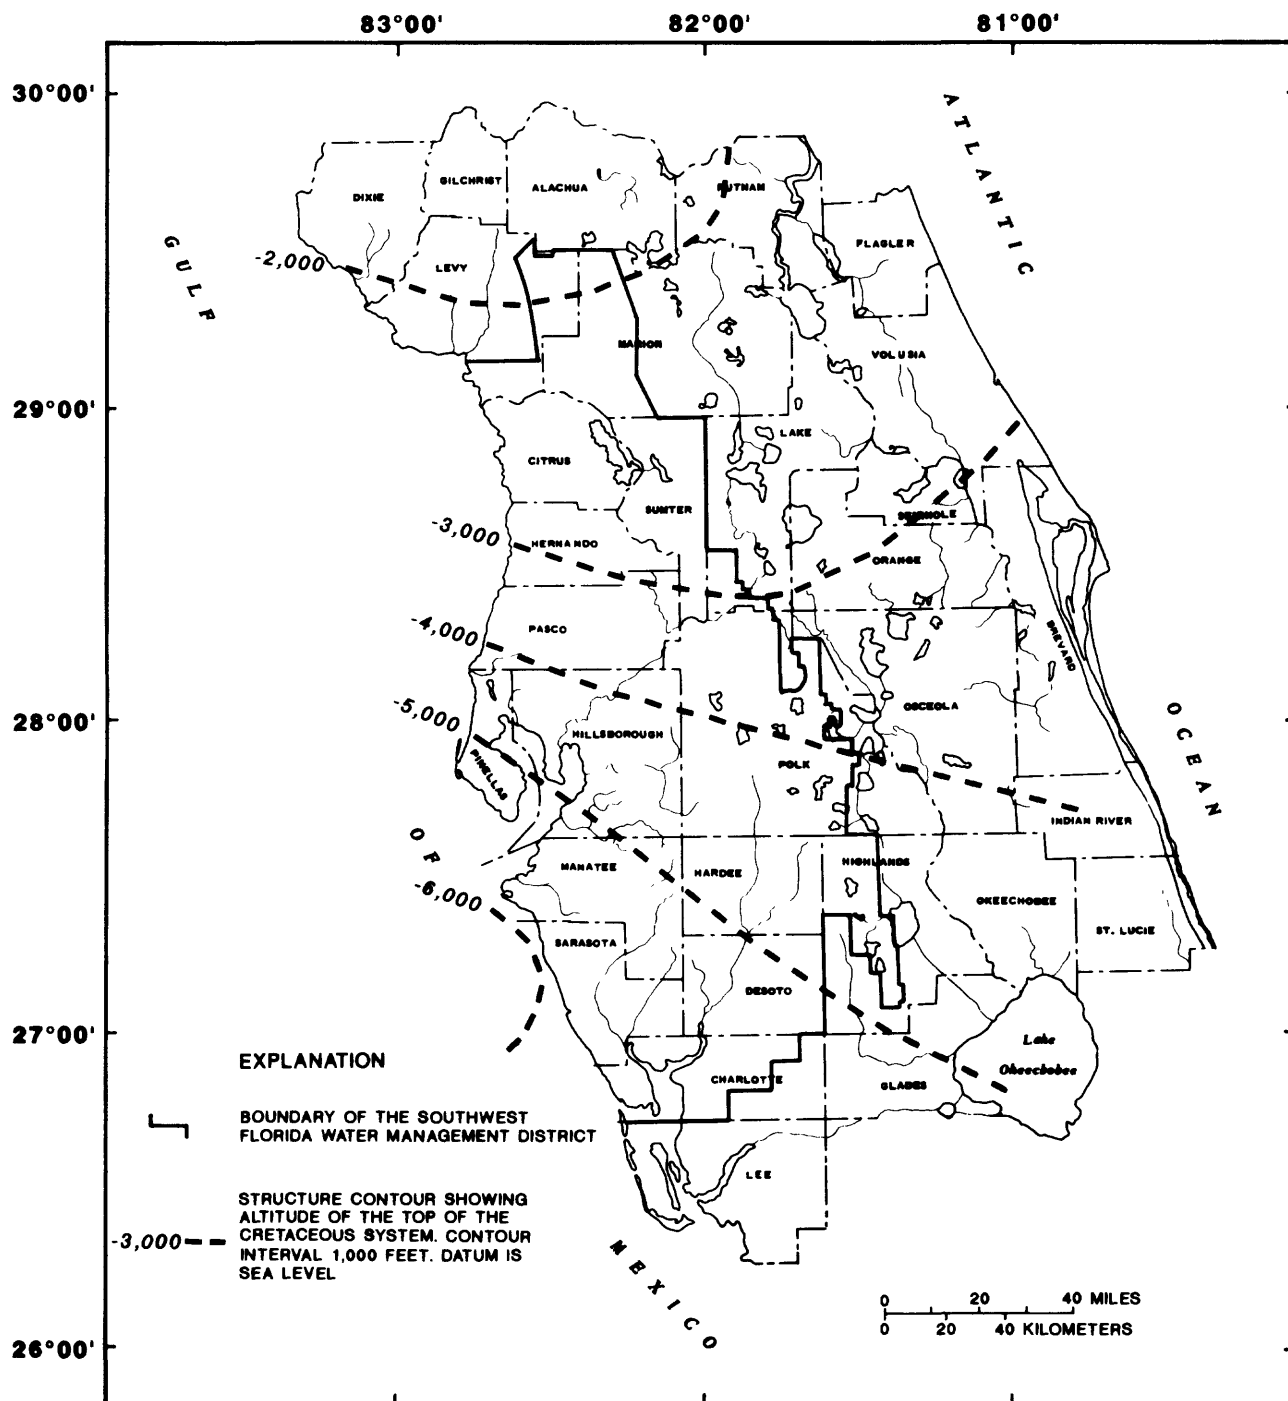 83°00' 82°00' 81°00'
30°00'
ATLANTIC
GILCHRIST
ALACHUA
PUTNAM
DIXIE
GULF
FLAGLER
-2,000
LEVY
MARION
VOLUSIA
29°00'
LAKE
CITRUS
SUMTER
SEMINOLE
-3,000
HERNANDO
ORANGE
-4,000
PASCO
BREVARD
-5,000
OSCEOLA
OCEAN
28°00'
HILLSBOROUGH
PINELLAS
POLK
INDIAN RIVER
OF
MANATEE
HARDEE
HIGHLANDS
-6,000
OKEECHOBEE
SARASOTA
ST. LUCIE
DESOTO
27°00'
Lake
Okeechobee
EXPLANATION
CHARLOTTE
GLADES
BOUNDARY OF THE SOUTHWEST
FLORIDA WATER MANAGEMENT DISTRICT
LEE
STRUCTURE CONTOUR SHOWING
ALTITUDE OF THE TOP OF THE
-3,000 CRETACEOUS SYSTEM. CONTOUR
INTERVAL 1,000 FEET. DATUM IS
SEA LEVEL
MEXICO
0 20 40 MILES
0 20 40 KILOMETERS
26°00'